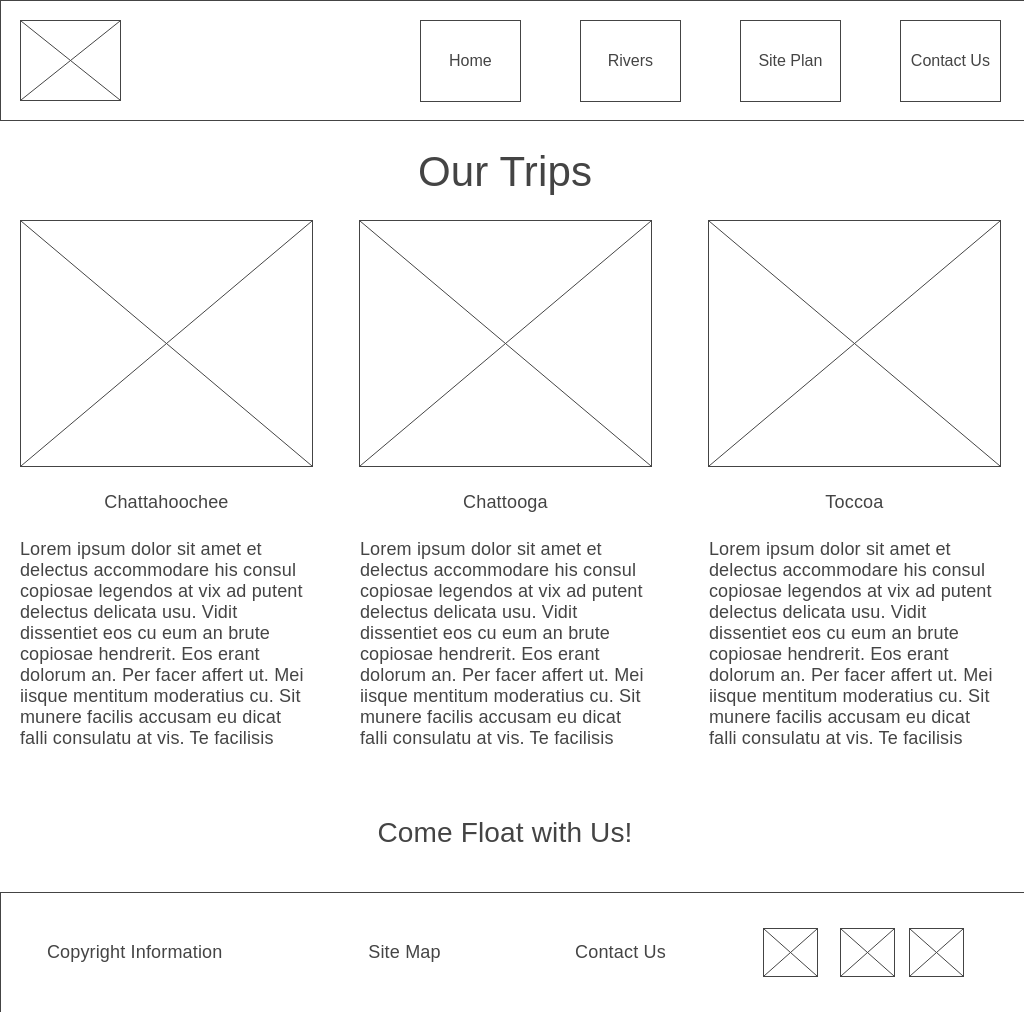 Home
Rivers
Site Plan
Contact Us
Our Trips
Chattahoochee
Lorem ipsum dolor sit amet et
delectus accommodare his consul
copiosae legendos at vix ad putent
delectus delicata usu. Vidit
dissentiet eos cu eum an brute
copiosae hendrerit. Eos erant
dolorum an. Per facer affert ut. Mei
iisque mentitum moderatius cu. Sit
munere facilis accusam eu dicat
falli consulatu at vis. Te facilisis
Chattooga
Lorem ipsum dolor sit amet et
delectus accommodare his consul
copiosae legendos at vix ad putent
delectus delicata usu. Vidit
dissentiet eos cu eum an brute
copiosae hendrerit. Eos erant
dolorum an. Per facer affert ut. Mei
iisque mentitum moderatius cu. Sit
munere facilis accusam eu dicat
falli consulatu at vis. Te facilisis
Toccoa
Lorem ipsum dolor sit amet et
delectus accommodare his consul
copiosae legendos at vix ad putent
delectus delicata usu. Vidit
dissentiet eos cu eum an brute
copiosae hendrerit. Eos erant
dolorum an. Per facer affert ut. Mei
iisque mentitum moderatius cu. Sit
munere facilis accusam eu dicat
falli consulatu at vis. Te facilisis
Come Float with Us!
Copyright Information
Site Map
Contact Us